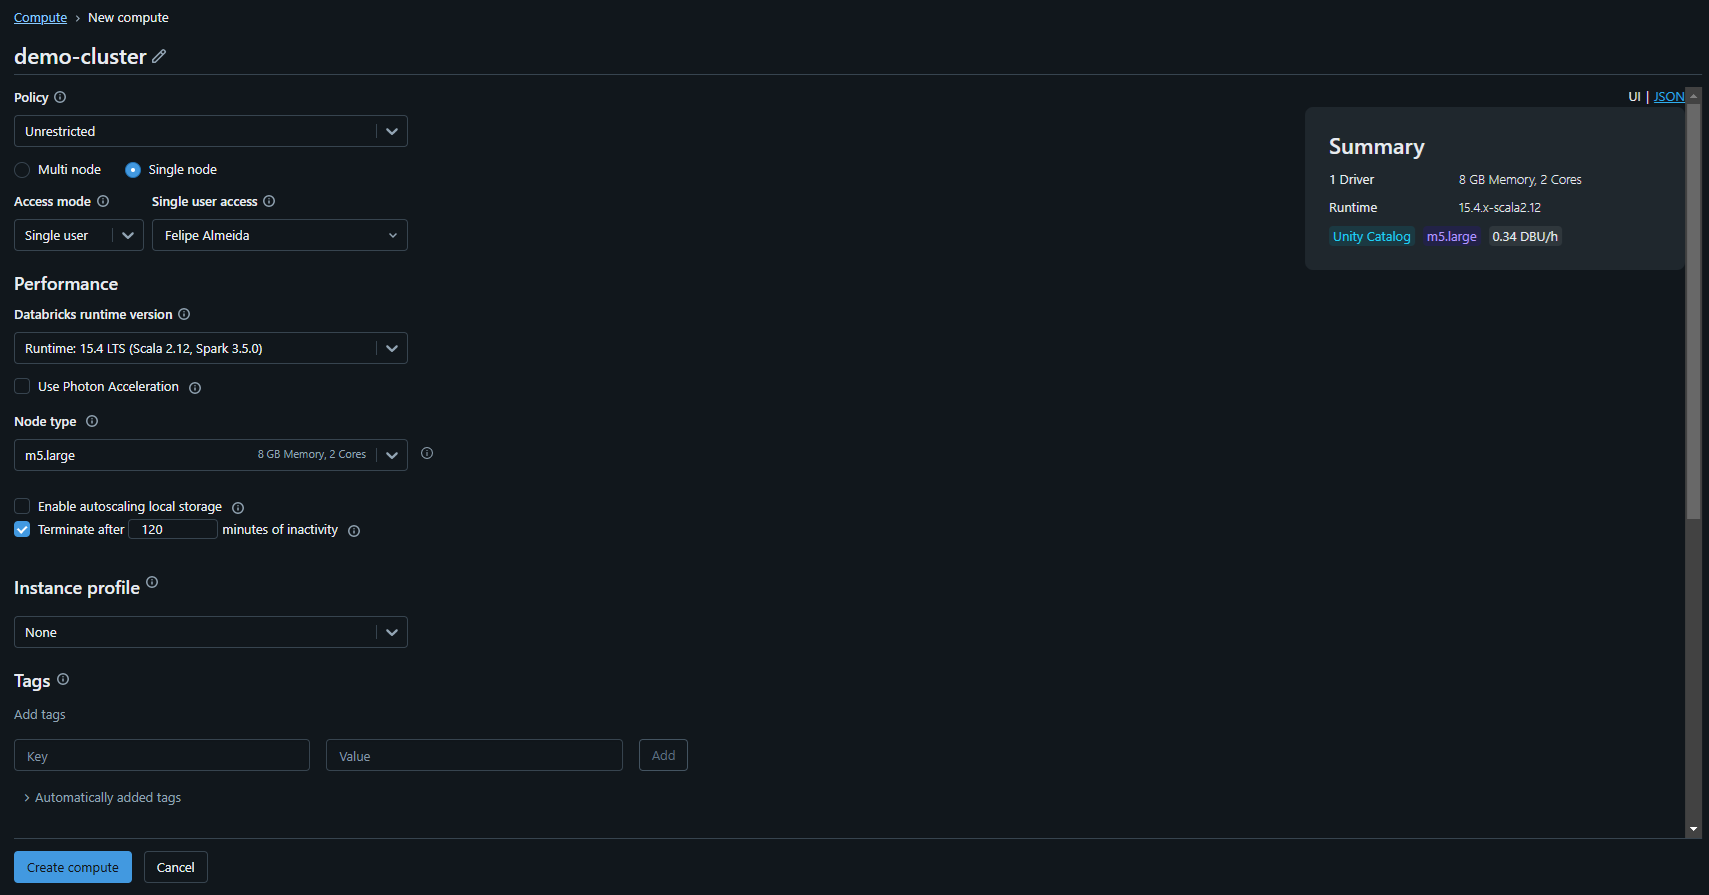 Compute › New compute
demo-cluster
UI | JSON
Policy
Unrestricted
Multi node Single node
Access mode Single user access
Single user Felipe Almeida
Performance
Databricks runtime version
Runtime: 15.4 LTS (Scala 2.12, Spark 3.5.0)
Use Photon Acceleration
Node type
m5.large 8 GB Memory, 2 Cores
Enable autoscaling local storage
Terminate after 120 minutes of inactivity
Instance profile
None
Tags
Add tags
Key Value Add
Automatically added tags
Create compute Cancel
Summary
1 Driver 8 GB Memory, 2 Cores
Runtime 15.4.x-scala2.12
Unity Catalog m5.large 0.34 DBU/h